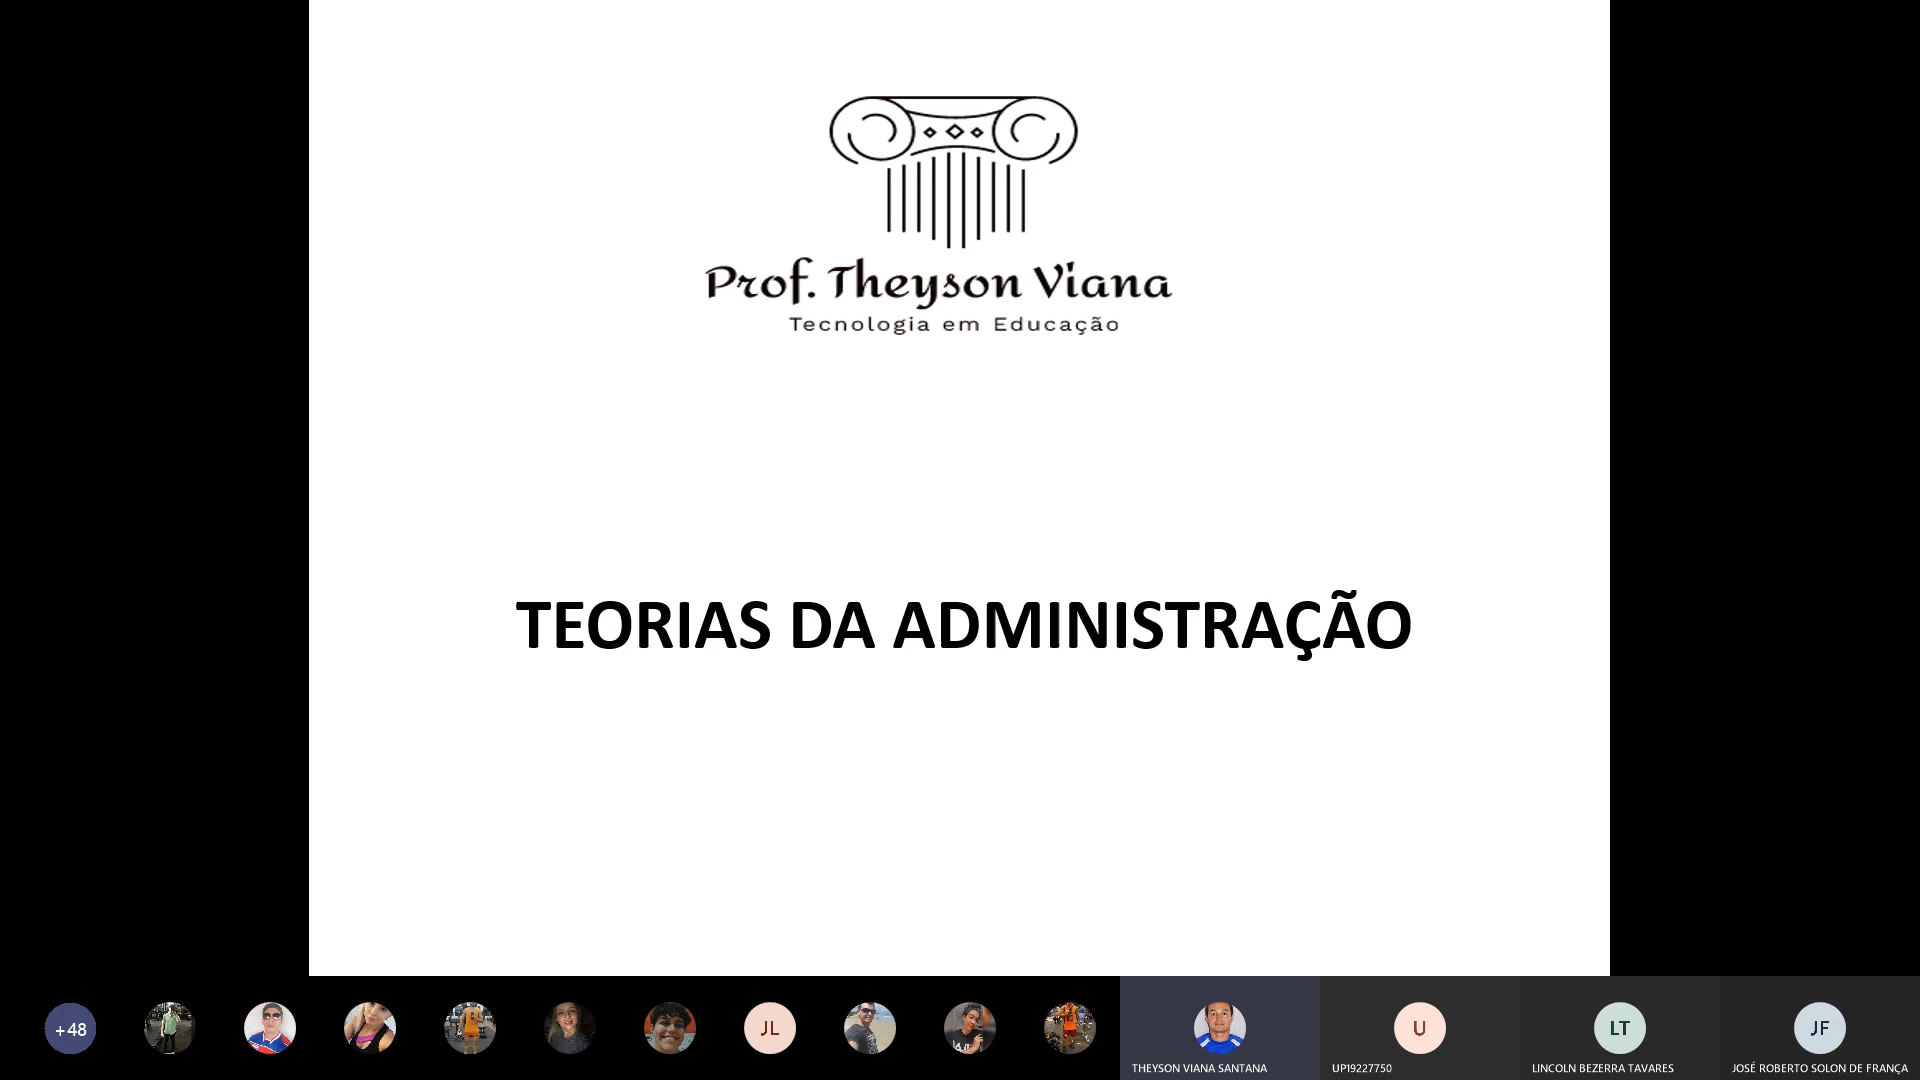 Prof. Theyson Viana
Tecnologia em Educação
TEORIAS DA ADMINISTRAÇÃO
+48
JL
U
LT
JF
THEYSON VIANA SANTANA
UP19227750
LINCOLN BEZERRA TAVARES
JOSÉ ROBERTO SOLON DE FRANÇA